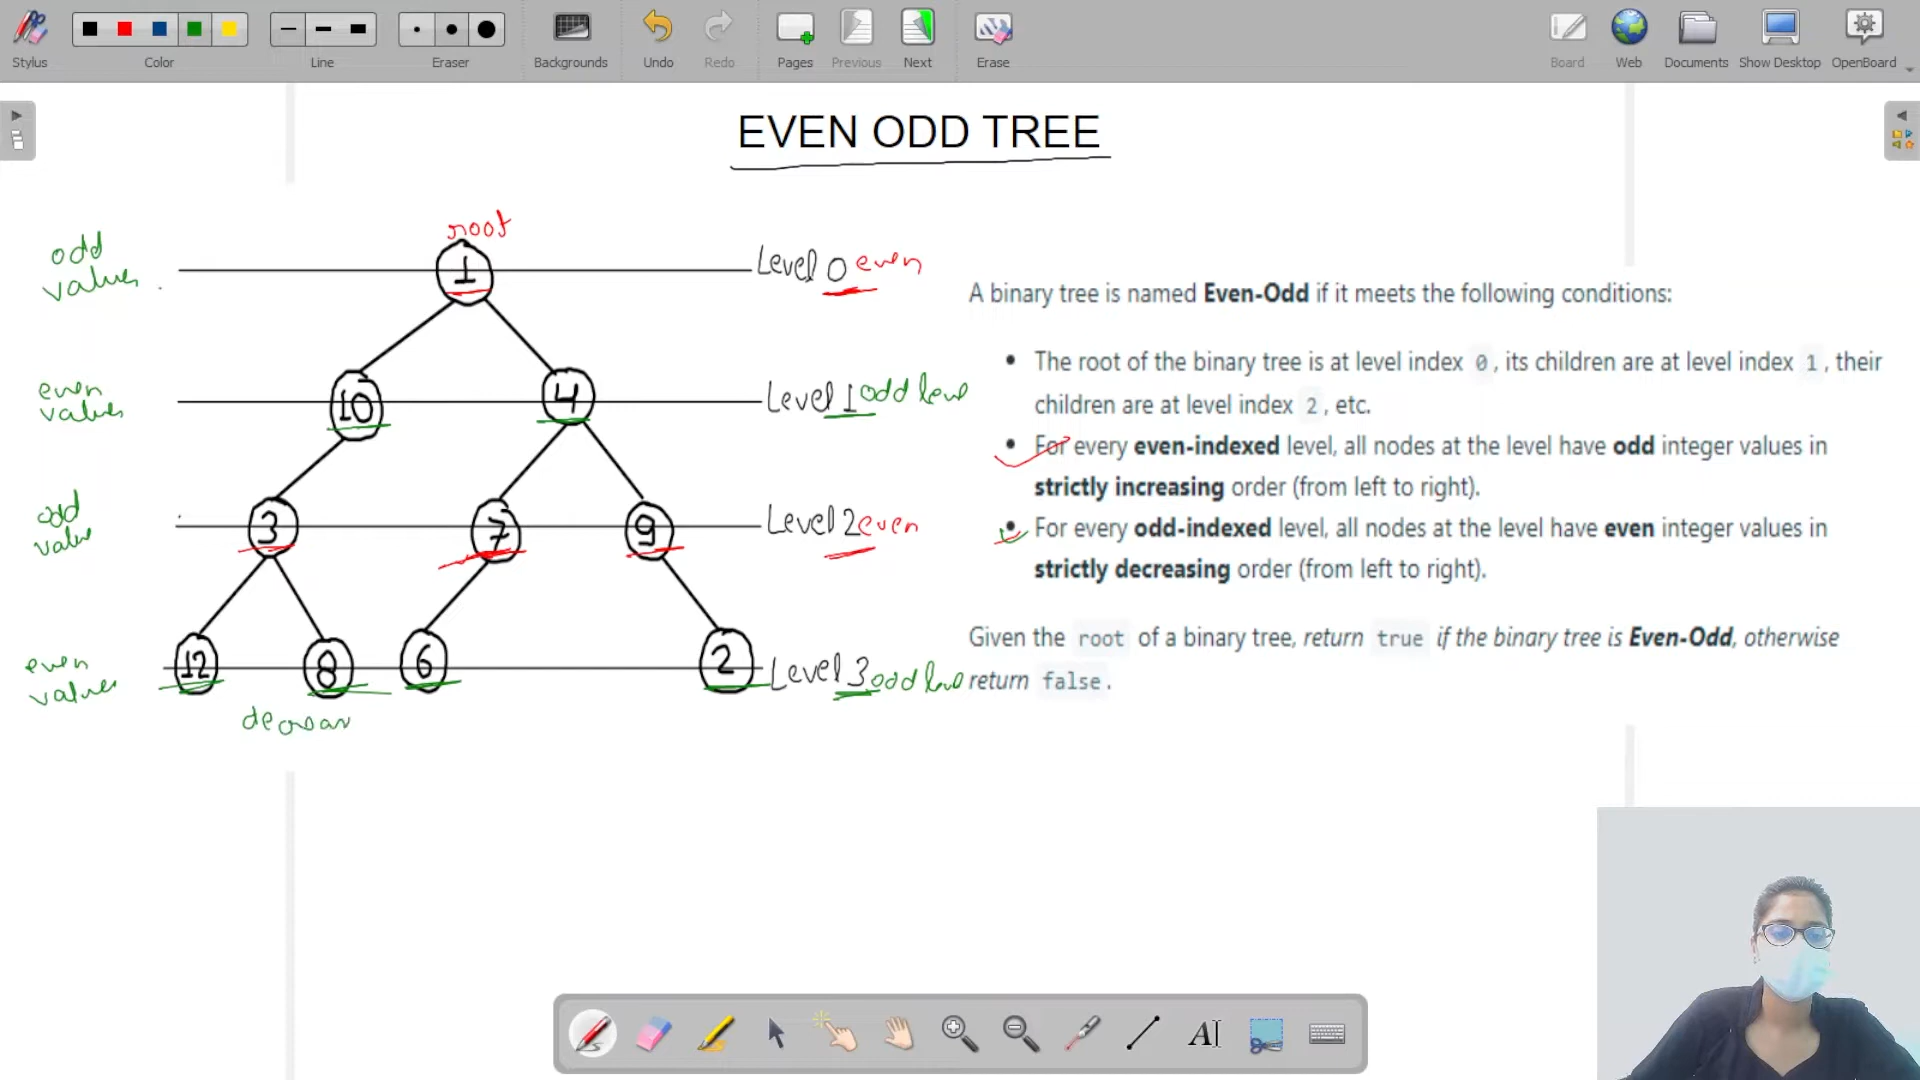 Stylus
Color
Line
Eraser
Backgrounds
Undo
Redo
Pages
Previous
Next
Erase
Board
Web
Documents
Show Desktop
OpenBoard
EVEN ODD TREE
root
odd
values
1
Level 0 even
even
values
10
4
Level 1 odd level
odd
value
3
7
9
Level 2 even
even
values
12
8
6
2
Level 3 odd level
A binary tree is named Even-Odd if it meets the following conditions:
• The root of the binary tree is at level index 0, its children are at level index 1, their
children are at level index 2, etc.
• For every even-indexed level, all nodes at the level have odd integer values in
strictly increasing order (from left to right).
• For every odd-indexed level, all nodes at the level have even integer values in
strictly decreasing order (from left to right).
Given the root of a binary tree, return true if the binary tree is Even-Odd, otherwise
return false.